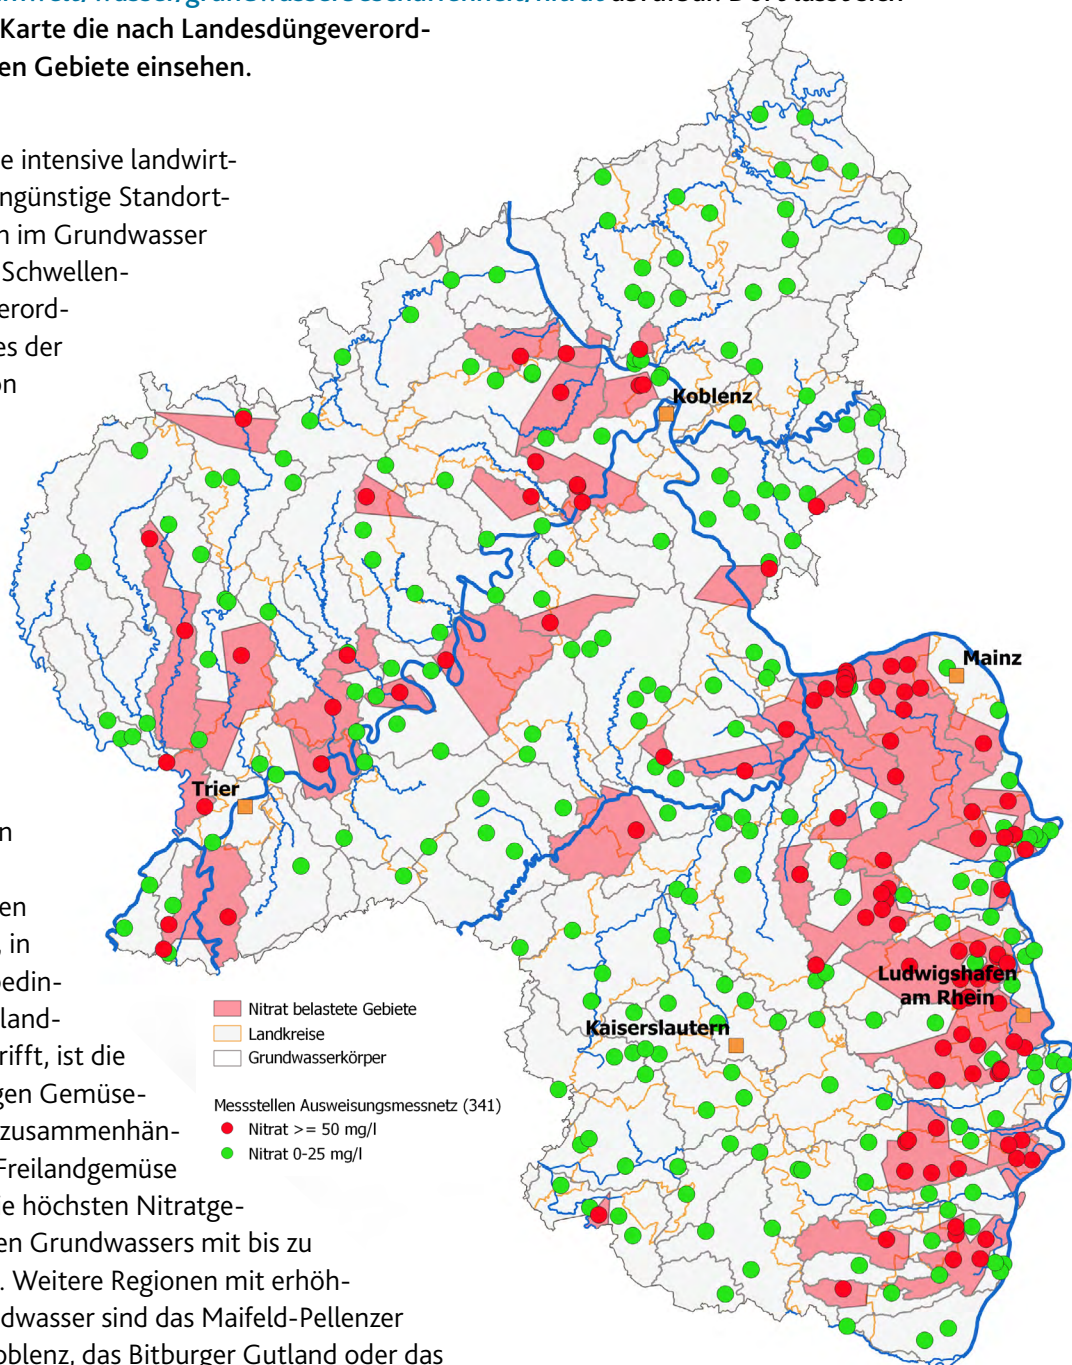 Karte die nach Landesdüngeverord-
en Gebiete einsehen.
e intensive landwirt-
ngünstige Standort-
n im Grundwasser
Schwellen-
erord-
es der
on
n
en
, in
bedin-
land-
rifft, ist die
gen Gemüse-
zusammenhän-
Freilandgemüse
ie höchsten Nitratge-
en Grundwassers mit bis zu
. Weitere Regionen mit erhöh-
ndwasser sind das Maifeld-Pellenzer
oblenz, das Bitburger Gutland oder das
Koblenz
Mainz
Trier
Ludwigshafen
am Rhein
Kaiserslautern
Nitrat belastete Gebiete
Landkreise
Grundwasserkörper
Messstellen Ausweisungsmessnetz (341)
Nitrat >= 50 mg/l
Nitrat 0-25 mg/l